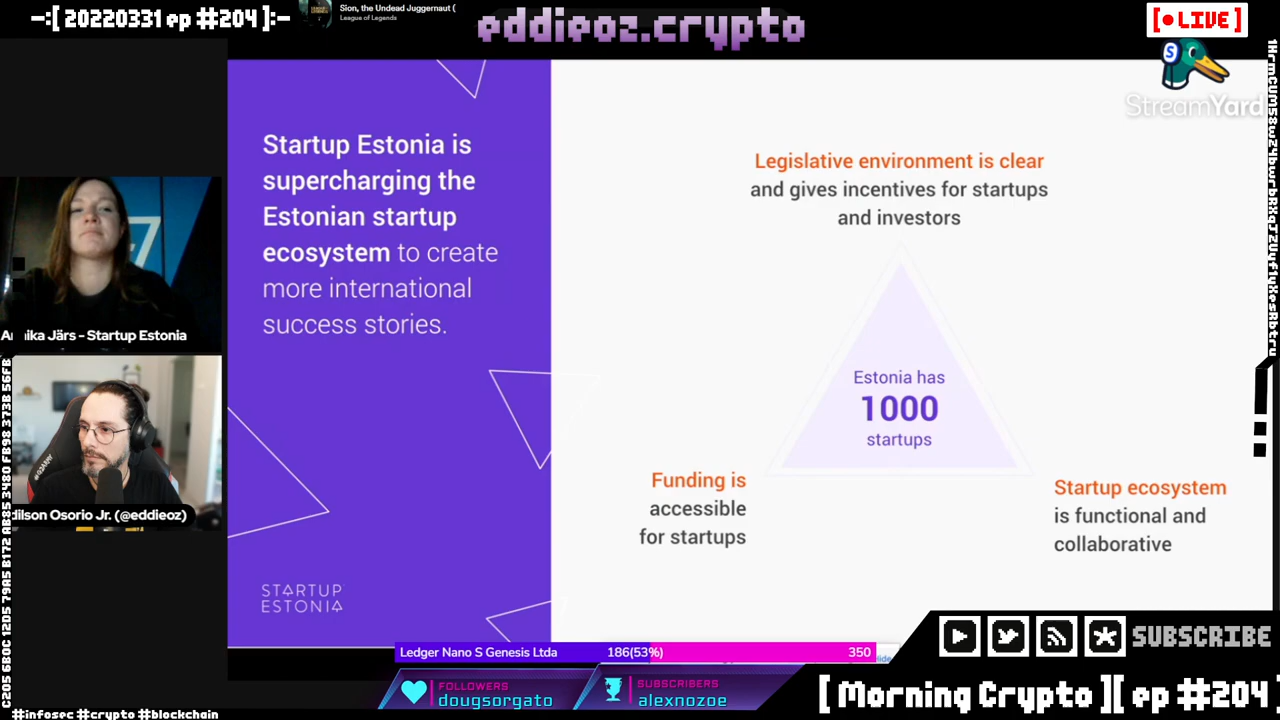 -:[ 20220331 ep #204 ]:-
Sion, the Undead Juggernaut (
League of Legends
eddieoz.crypto
[•LIVE]
StreamYard
Startup Estonia is
supercharging the
Estonian startup
ecosystem to create
more international
success stories.
STARTUP
ESTONIA
Legislative environment is clear
and gives incentives for startups
and investors
Estonia has
1000
startups
Funding is
accessible
for startups
Startup ecosystem
is functional and
collaborative
Järs - Startup Estonia
dilson Osorio Jr. (@eddieoz)
Ledger Nano S Genesis Ltda 186(53%) 350
FOLLOWERS
dougsorgato
SUBSCRIBERS
alexnozoe
SUBSCRIBE
[ Morning Crypto ][ ep #204 ]
#infosec #crypto #blockchain